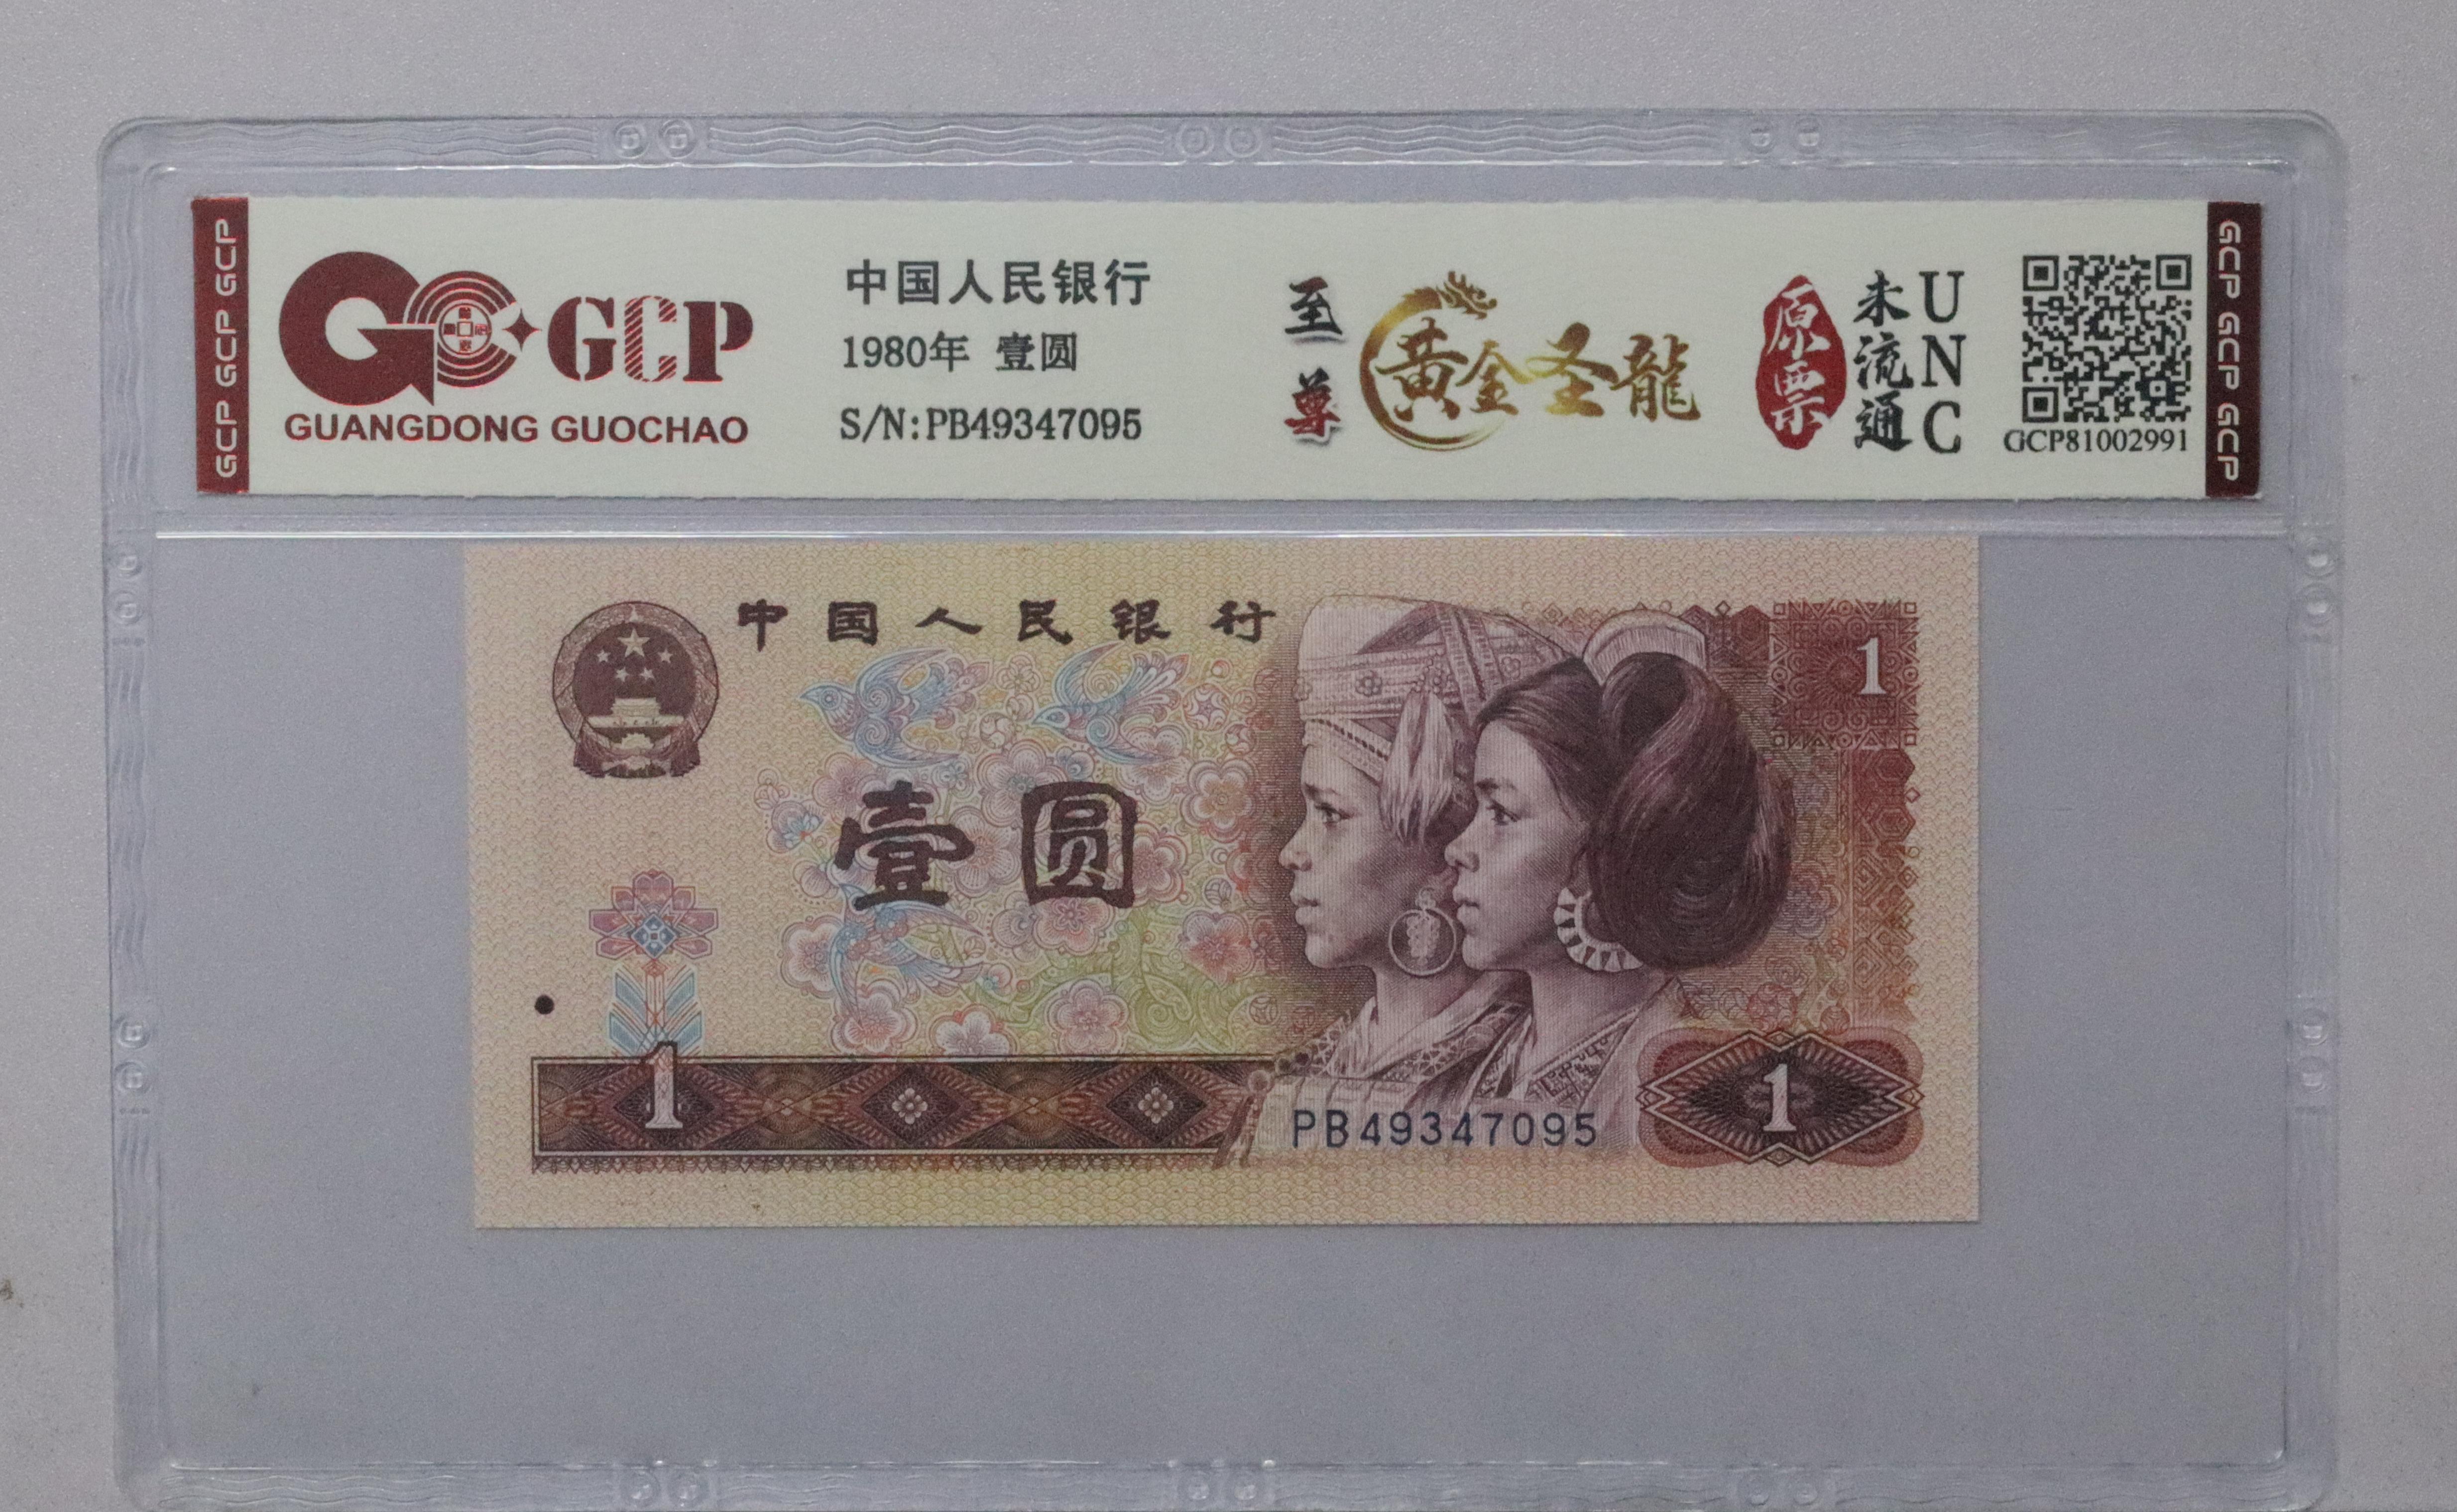 GCP GCP GCP
GCP
GUANGDONG GUOCHAO
中国人民银行
1980年 壹圆
S/N:PB49347095
至尊
黄金圣龍
原票
未流通
UNC
GCP81002991
GCP GCP GCP
中国人民银行
1
壹圆
1
PB49347095
1